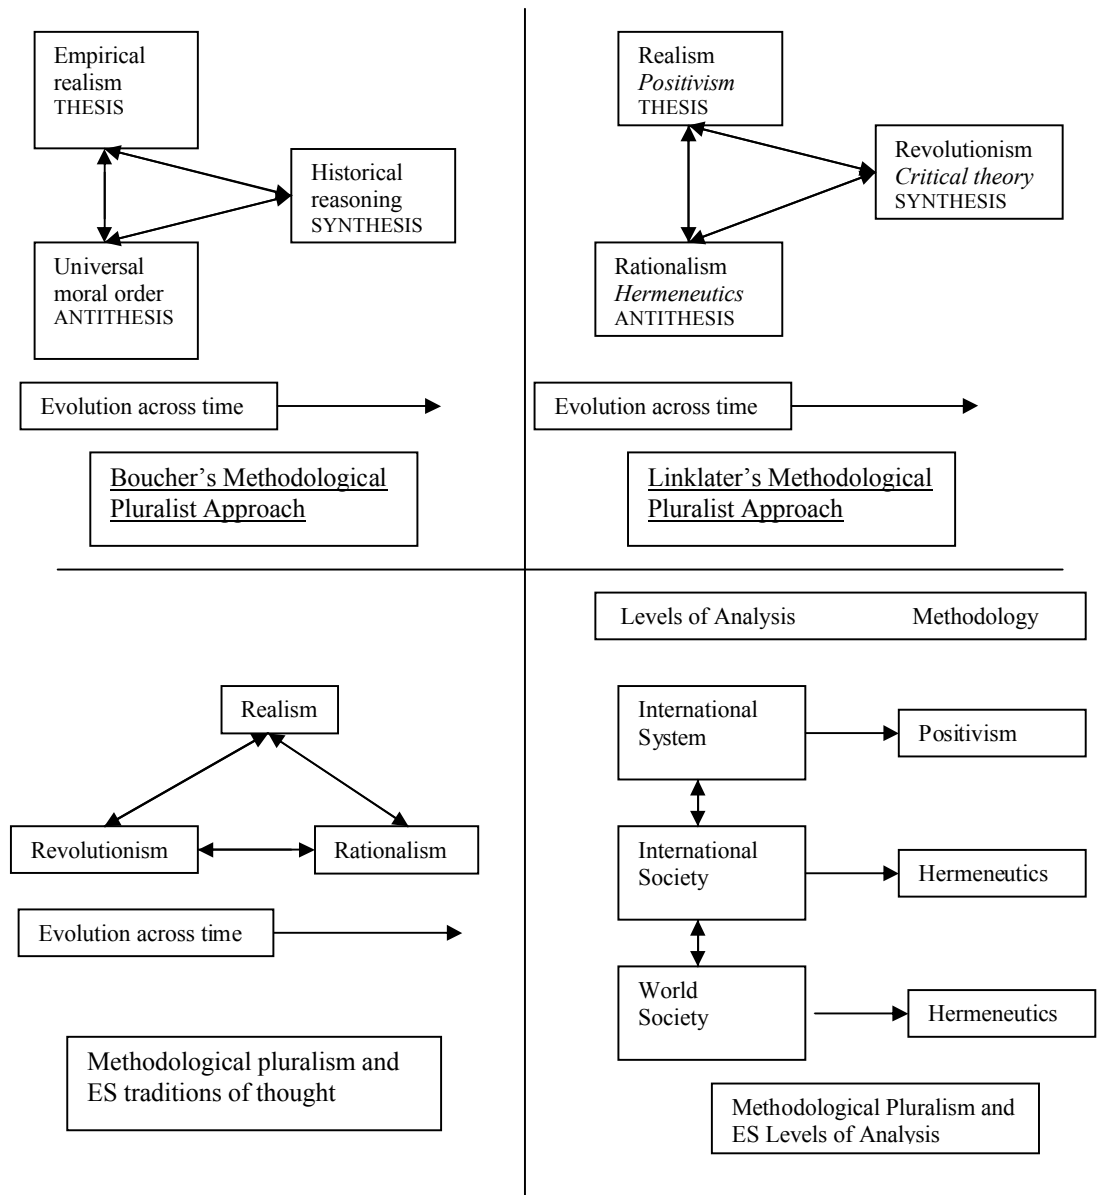 Empirical
realism
THESIS
Historical
reasoning
SYNTHESIS
Universal
moral order
ANTITHESIS
Evolution across time
Boucher's Methodological
Pluralist Approach
Realism
Positivism
THESIS
Revolutionism
Critical theory
SYNTHESIS
Rationalism
Hermeneutics
ANTITHESIS
Evolution across time
Linklater's Methodological
Pluralist Approach
Realism
Revolutionism
Rationalism
Evolution across time
Methodological pluralism and
ES traditions of thought
Levels of Analysis Methodology
International
System
Positivism
International
Society
Hermeneutics
World
Society
Hermeneutics
Methodological Pluralism and
ES Levels of Analysis